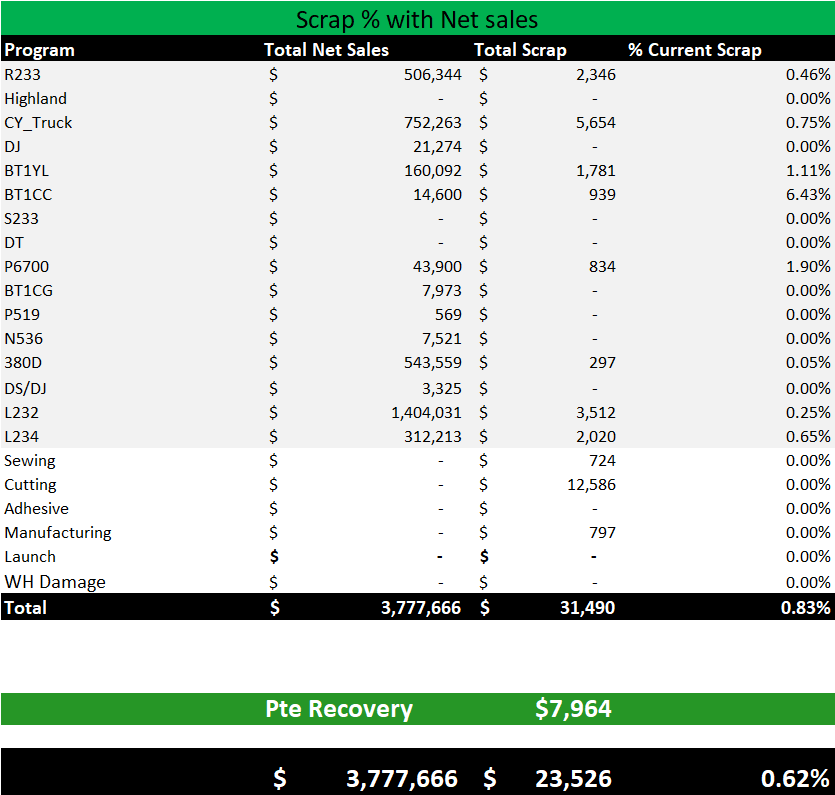 Scrap % with Net sales
Program Total Net Sales Total Scrap % Current Scrap
R233 $ 506,344 $ 2,346 0.46%
Highland $ - $ - 0.00%
CY_Truck $ 752,263 $ 5,654 0.75%
DJ $ 21,274 $ - 0.00%
BT1YL $ 160,092 $ 1,781 1.11%
BT1CC $ 14,600 $ 939 6.43%
S233 $ - $ - 0.00%
DT $ - $ - 0.00%
P6700 $ 43,900 $ 834 1.90%
BT1CG $ 7,973 $ - 0.00%
P519 $ 569 $ - 0.00%
N536 $ 7,521 $ - 0.00%
380D $ 543,559 $ 297 0.05%
DS/DJ $ 3,325 $ - 0.00%
L232 $ 1,404,031 $ 3,512 0.25%
L234 $ 312,213 $ 2,020 0.65%
Sewing $ - $ 724 0.00%
Cutting $ - $ 12,586 0.00%
Adhesive $ - $ - 0.00%
Manufacturing $ - $ 797 0.00%
Launch $ - $ - 0.00%
WH Damage $ - $ - 0.00%
Total $ 3,777,666 $ 31,490 0.83%
Pte Recovery $7,964
$ 3,777,666 $ 23,526 0.62%